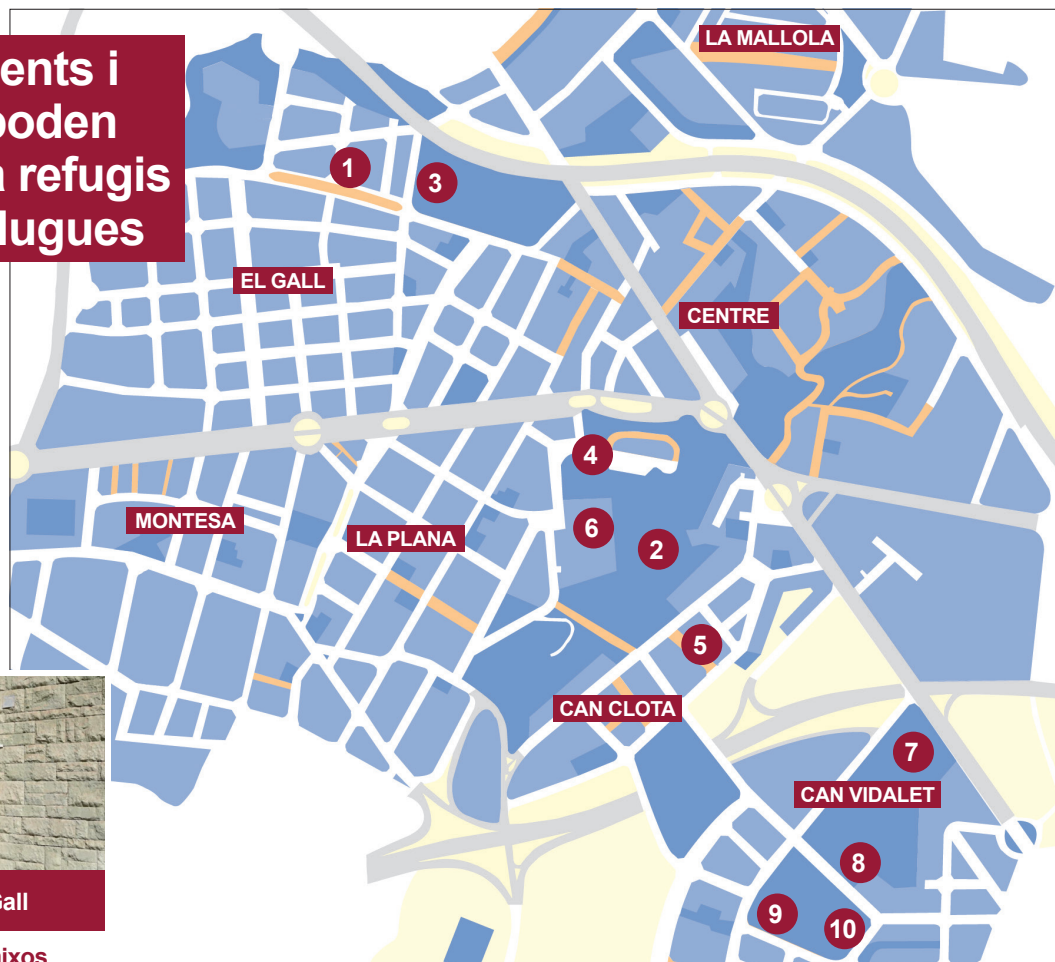 ents i
poden
a refugis
lugues
LA MALLOLA
1
3
EL GALL
CENTRE
4
MONTESA
LA PLANA
6
2
5
CAN CLOTA
7
CAN VIDALET
8
9
10
Gall
ixos